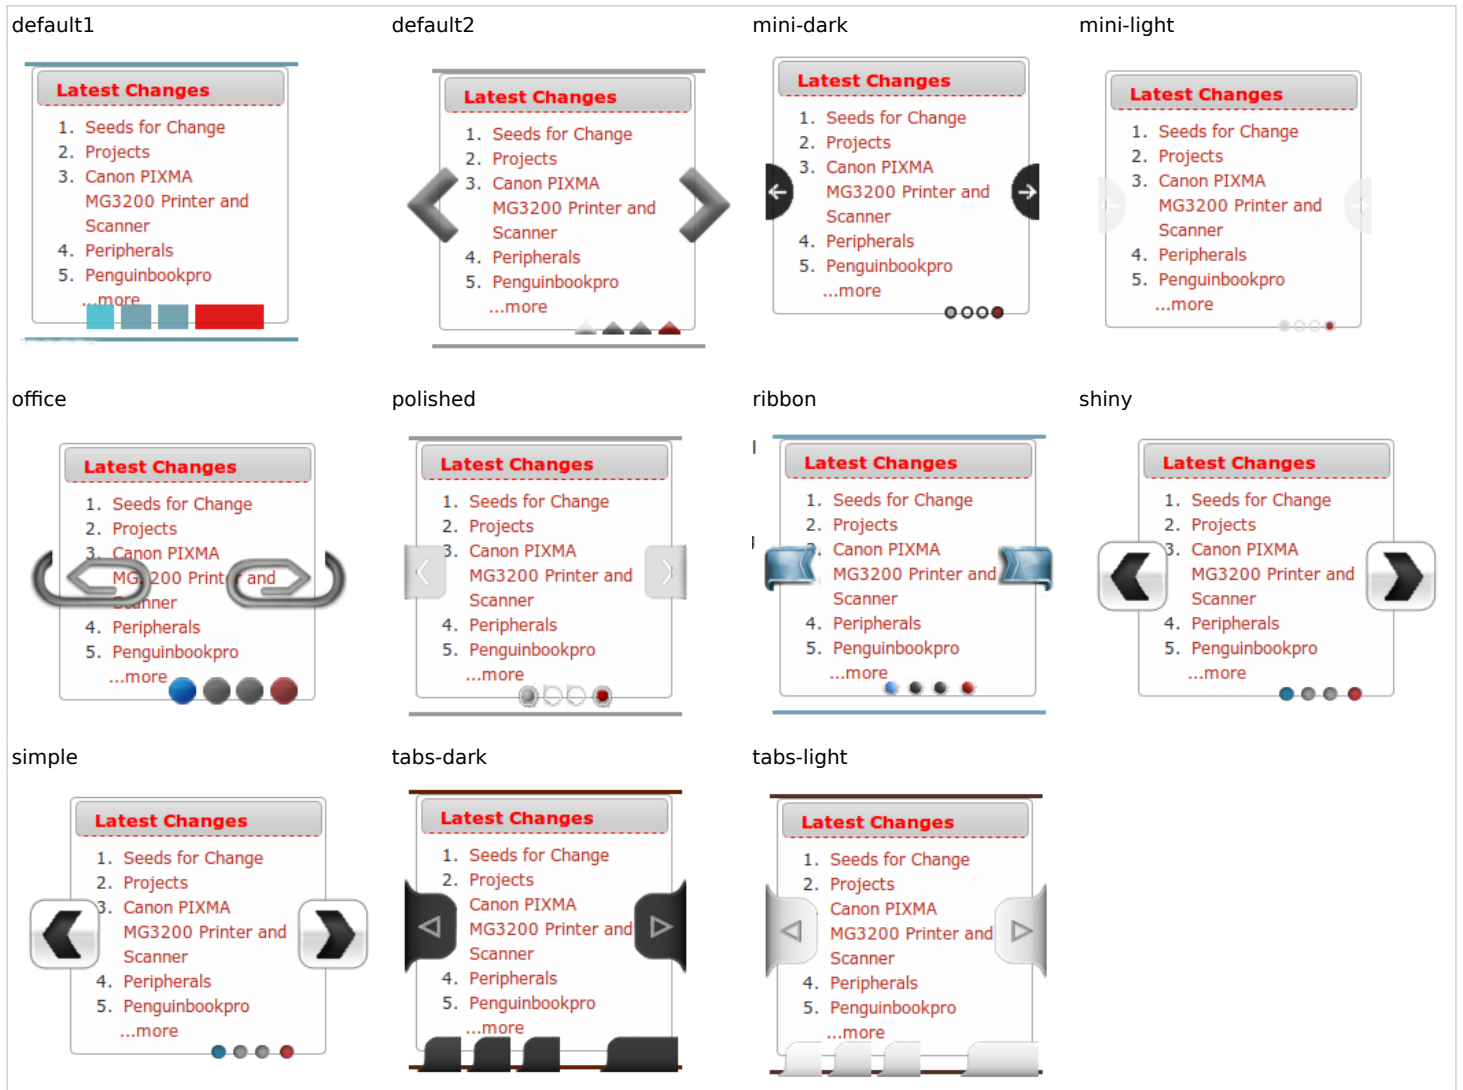 default1
Latest Changes
1. Seeds for Change
2. Projects
3. Canon PIXMA
MG3200 Printer and
Scanner
4. Peripherals
5. Penguinbookpro
...more
default2
Latest Changes
1. Seeds for Change
2. Projects
3. Canon PIXMA
MG3200 Printer and
Scanner
4. Peripherals
5. Penguinbookpro
...more
mini-dark
Latest Changes
1. Seeds for Change
2. Projects
3. Canon PIXMA
MG3200 Printer and
Scanner
4. Peripherals
5. Penguinbookpro
...more
mini-light
Latest Changes
1. Seeds for Change
2. Projects
3. Canon PIXMA
MG3200 Printer and
Scanner
4. Peripherals
5. Penguinbookpro
...more
office
Latest Changes
1. Seeds for Change
2. Projects
3. Canon PIXMA
MG3200 Printer and
Scanner
4. Peripherals
5. Penguinbookpro
...more
polished
Latest Changes
1. Seeds for Change
2. Projects
3. Canon PIXMA
MG3200 Printer and
Scanner
4. Peripherals
5. Penguinbookpro
...more
ribbon
Latest Changes
1. Seeds for Change
2. Projects
3. Canon PIXMA
MG3200 Printer and
Scanner
4. Peripherals
5. Penguinbookpro
...more
shiny
Latest Changes
1. Seeds for Change
2. Projects
3. Canon PIXMA
MG3200 Printer and
Scanner
4. Peripherals
5. Penguinbookpro
...more
simple
Latest Changes
1. Seeds for Change
2. Projects
3. Canon PIXMA
MG3200 Printer and
Scanner
4. Peripherals
5. Penguinbookpro
...more
tabs-dark
Latest Changes
1. Seeds for Change
2. Projects
Canon PIXMA
MG3200 Printer and
Scanner
4. Peripherals
5. Penguinbookpro
...more
tabs-light
Latest Changes
1. Seeds for Change
2. Projects
Canon PIXMA
MG3200 Printer and
Scanner
4. Peripherals
5. Penguinbookpro
...more